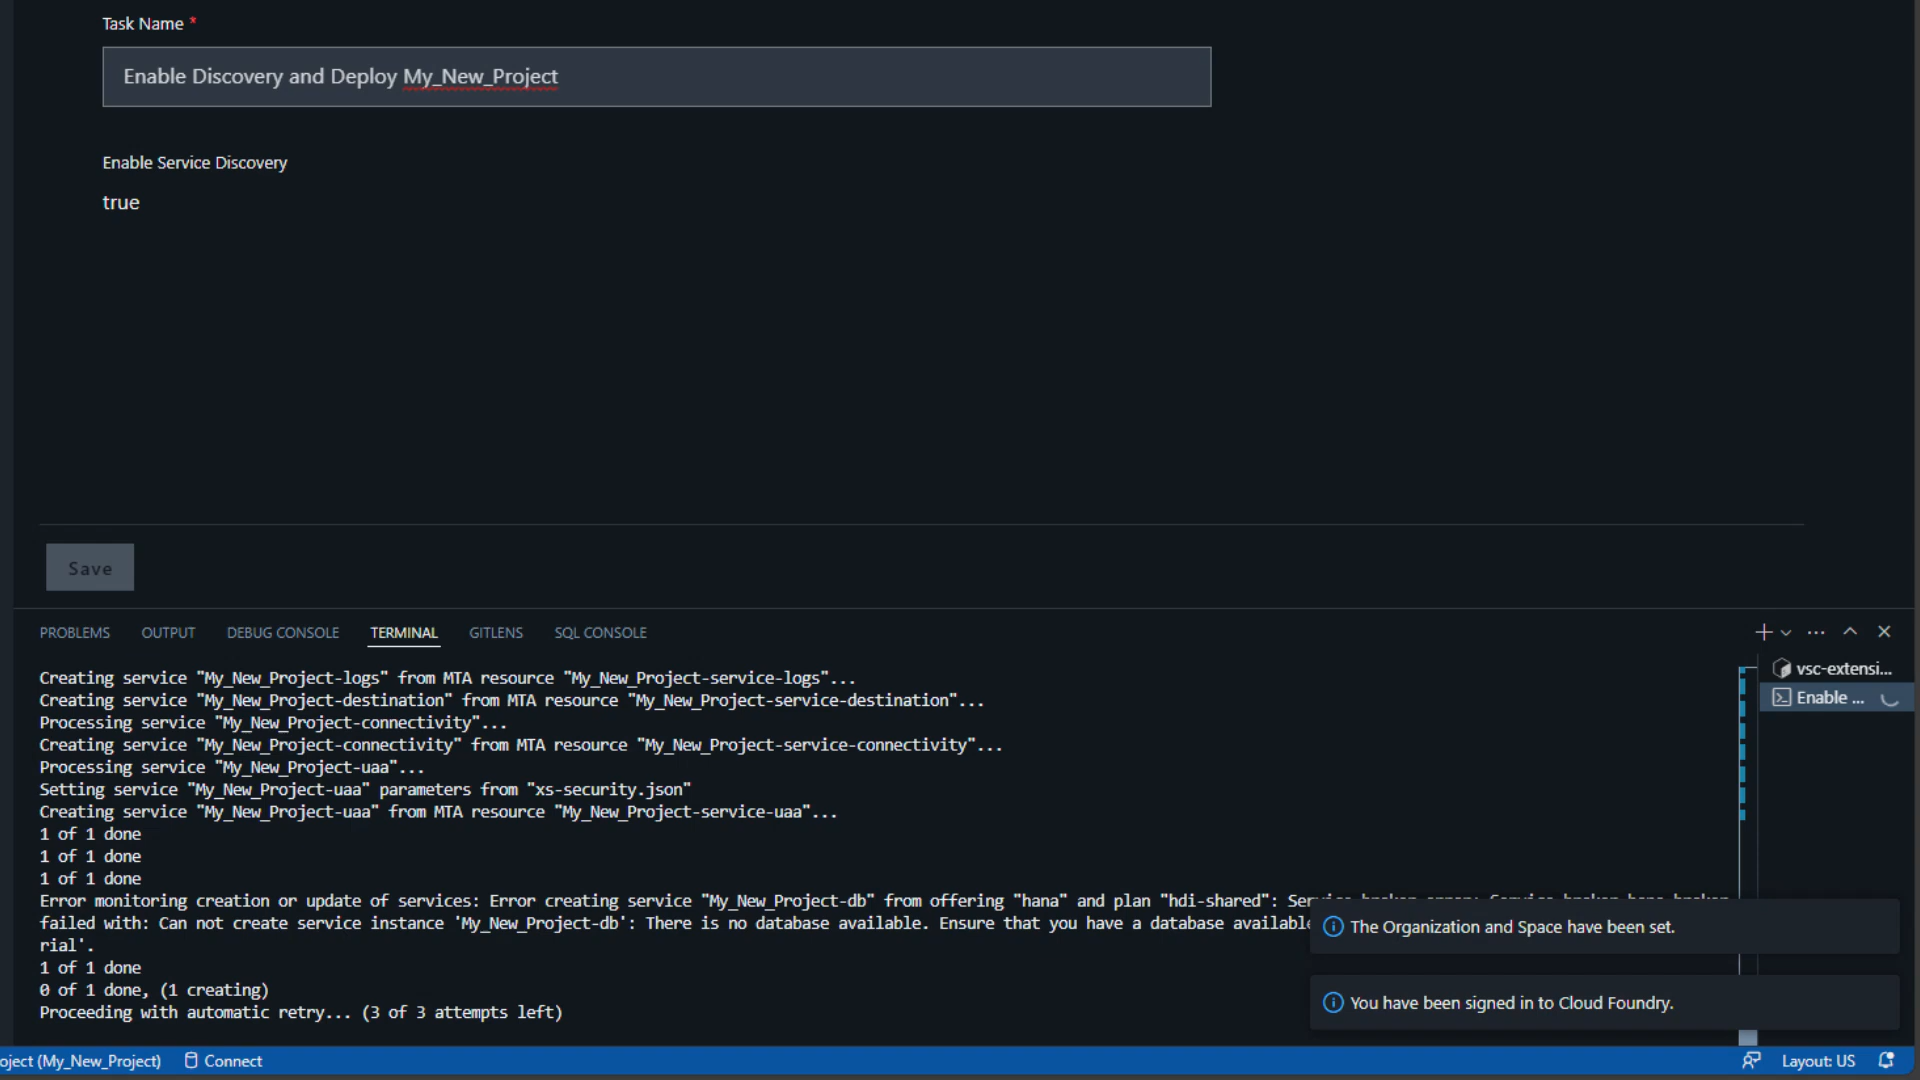 Task Name *
Enable Discovery and Deploy My_New_Project
Enable Service Discovery
true
Save
PROBLEMS OUTPUT DEBUG CONSOLE TERMINAL GITLENS SQL CONSOLE
vsc-extensi...
Enable ...
Creating service "My_New_Project-logs" from MTA resource "My_New_Project-service-logs"...
Creating service "My_New_Project-destination" from MTA resource "My_New_Project-service-destination"...
Processing service "My_New_Project-connectivity"...
Creating service "My_New_Project-connectivity" from MTA resource "My_New_Project-service-connectivity"...
Processing service "My_New_Project-uaa"...
Setting service "My_New_Project-uaa" parameters from "xs-security.json"
Creating service "My_New_Project-uaa" from MTA resource "My_New_Project-service-uaa"...
1 of 1 done
1 of 1 done
1 of 1 done
Error monitoring creation or update of services: Error creating service "My_New_Project-db" from offering "hana" and plan "hdi-shared":
failed with: Can not create service instance 'My_New_Project-db': There is no database available. Ensure that you have a database
rial'.
1 of 1 done
0 of 1 done, (1 creating)
Proceeding with automatic retry... (3 of 3 attempts left)
The Organization and Space have been set.
You have been signed in to Cloud Foundry.
oject (My_New_Project) Connect Layout: US